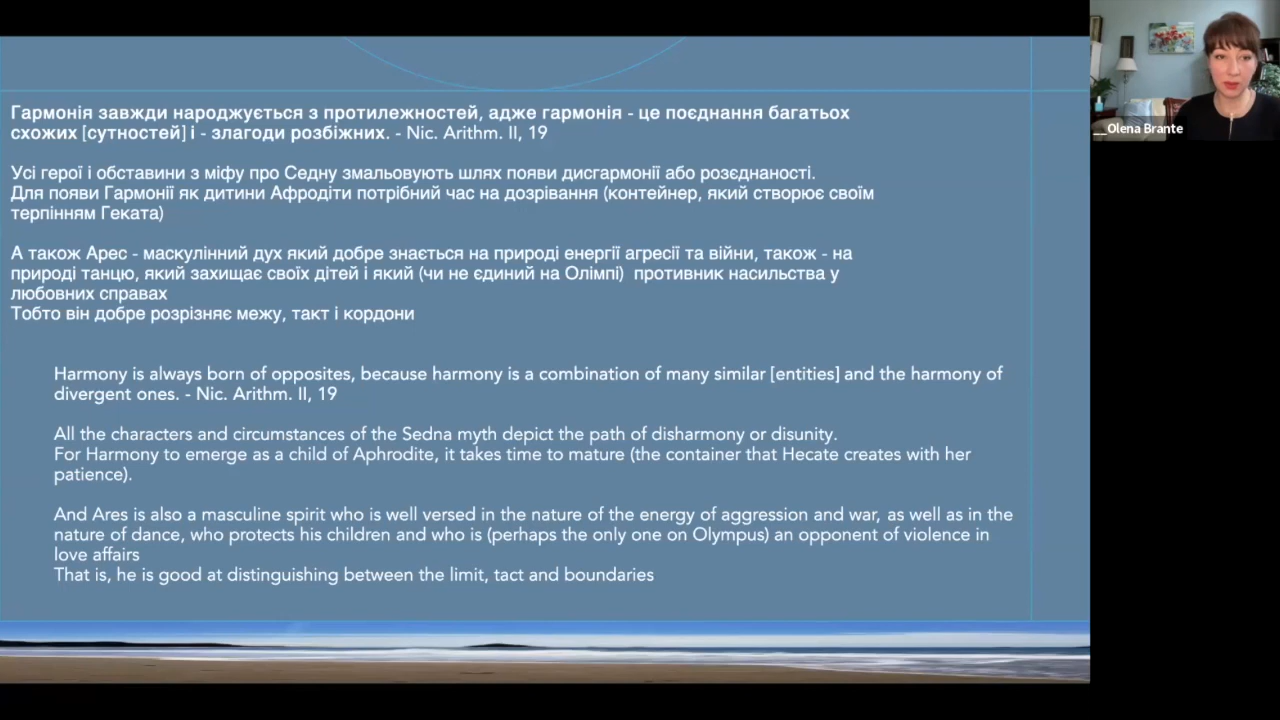 Гармонія завжди народжується з протилежностей, адже гармонія - це поєднання багатьох
схожих [сутностей] і - злагоди розбіжних. - Nic. Arithm. II, 19
Усі герої і обставини з міфу про Седну змальовують шлях появи дисгармонії або розєднаності.
Для появи Гармонії як дитини Афродіти потрібний час на дозрівання (контейнер, який створює своїм
терпінням Геката)
А також Арес - маскулінний дух який добре знається на природі енергії агресії та війни, також - на
природі танцю, який захищає своїх дітей і який (чи не єдиний на Олімпі) противник насильства у
любовних справах
Тобто він добре розрізняє межу, такт і кордони
Harmony is always born of opposites, because harmony is a combination of many similar [entities] and the harmony of
divergent ones. - Nic. Arithm. II, 19
All the characters and circumstances of the Sedna myth depict the path of disharmony or disunity.
For Harmony to emerge as a child of Aphrodite, it takes time to mature (the container that Hecate creates with her
patience).
And Ares is also a masculine spirit who is well versed in the nature of the energy of aggression and war, as well as in the
nature of dance, who protects his children and who is (perhaps the only one on Olympus) an opponent of violence in
love affairs
That is, he is good at distinguishing between the limit, tact and boundaries
__Olena Brante